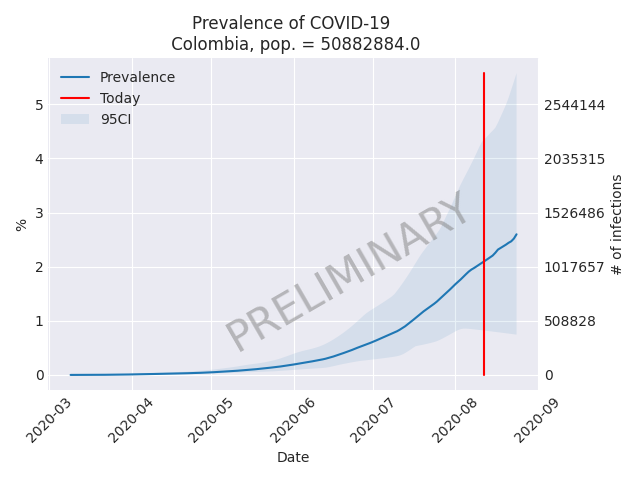 Prevalence of COVID-19
Colombia, pop. = 50882884.0
Prevalence
Today
95CI
PRELIMINARY
%
5
4
3
2
1
0
2544144
2035315
1526486
1017657
508828
0
# of infections
2020-03
2020-04
2020-05
2020-06
2020-07
2020-08
2020-09
Date